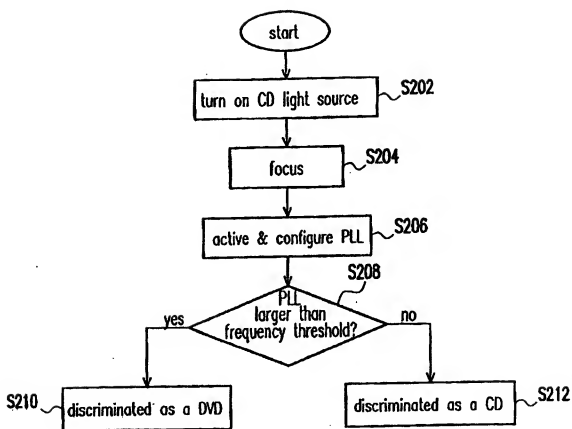 start
turn on CD light source
S202
focus
S204
active & configure PLL
S206
S208
PLL
larger than
frequency threshold?
yes
no
S210
discriminated as a DVD
discriminated as a CD
S212